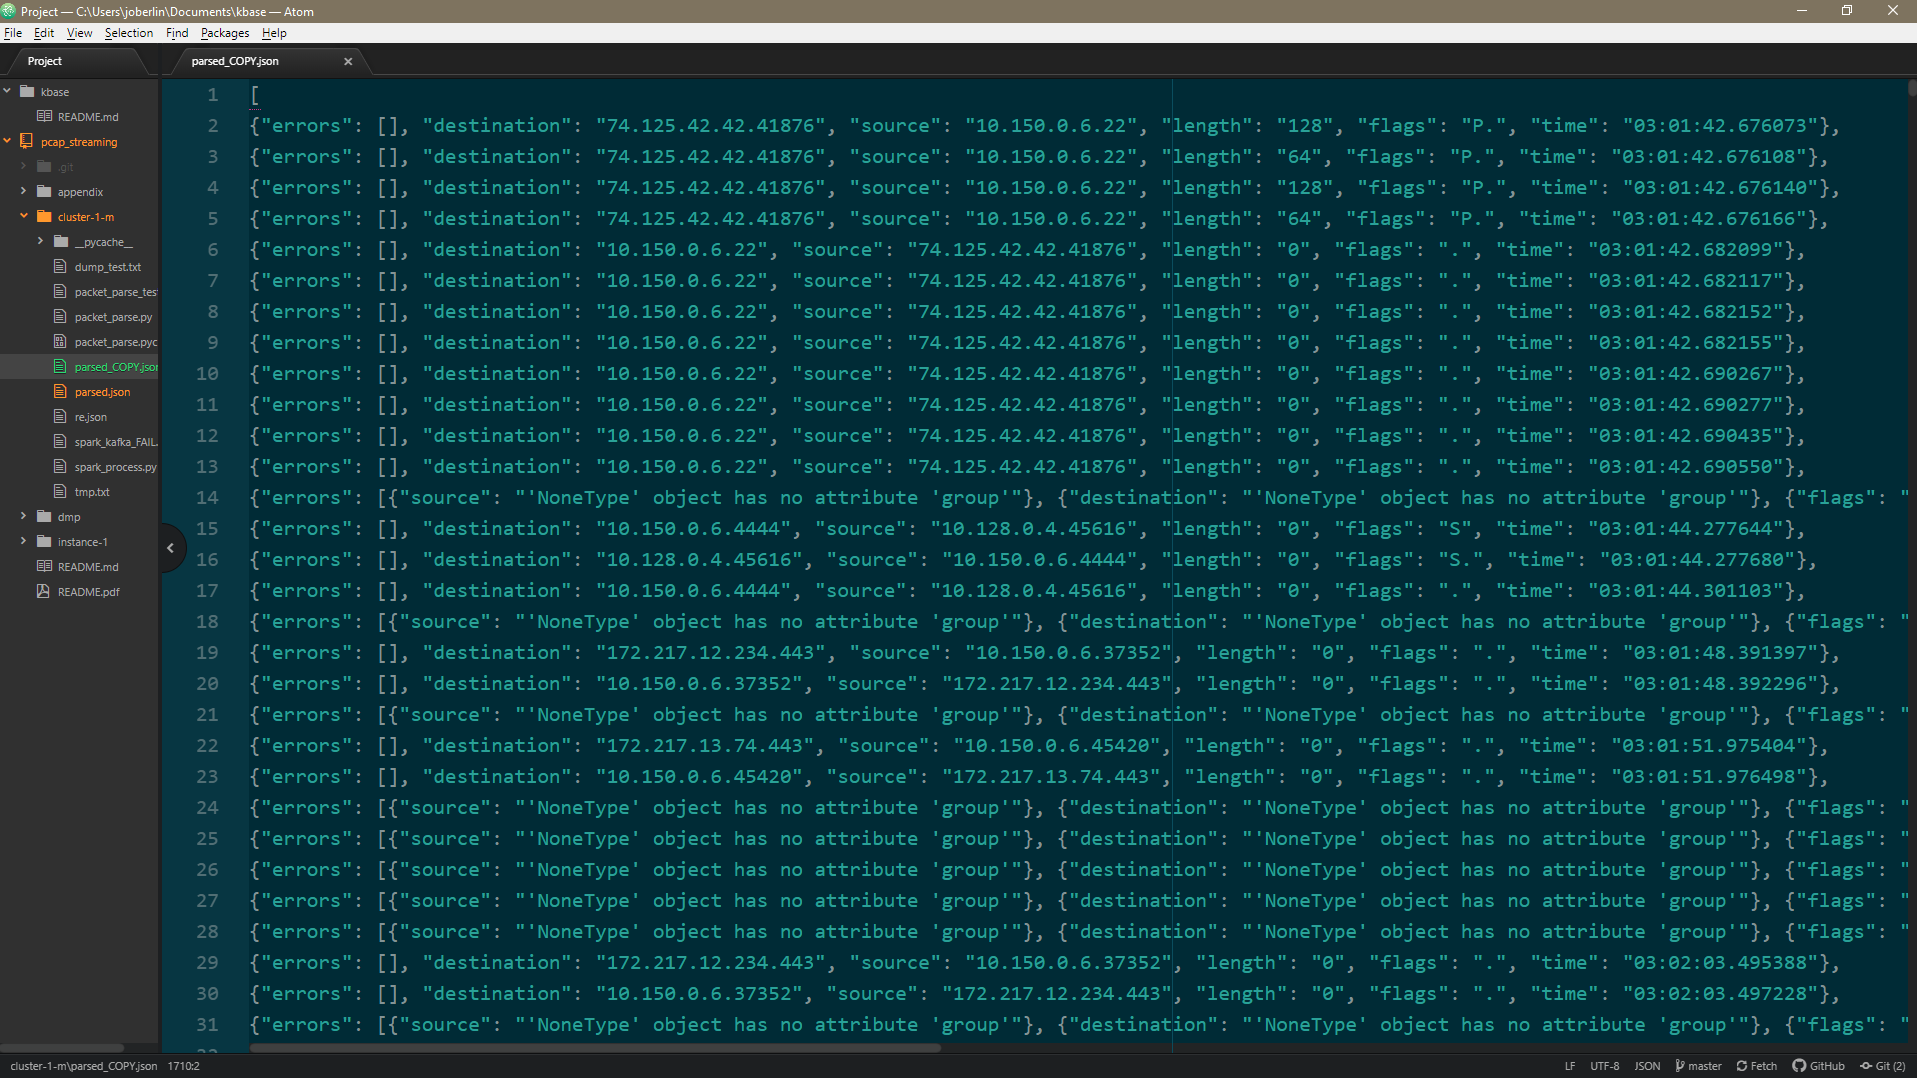 Project — C:\Users\joberlin\Documents\kbase — Atom
File Edit View Selection Find Packages Help
Project
parsed_COPY.json
kbase
README.md
pcap_streaming
.git
appendix
cluster-1-m
__pycache__
dump_test.txt
packet_parse_tes
packet_parse.py
packet_parse.pyc
parsed_COPY.json
parsed.json
re.json
spark_kafka_FAIL.
spark_process.py
tmp.txt
dmp
instance-1
README.md
README.pdf
1 [
2 {"errors": [], "destination": "74.125.42.42.41876", "source": "10.150.0.6.22", "length": "128", "flags": "P.", "time": "03:01:42.676073"},
3 {"errors": [], "destination": "74.125.42.42.41876", "source": "10.150.0.6.22", "length": "64", "flags": "P.", "time": "03:01:42.676108"},
4 {"errors": [], "destination": "74.125.42.42.41876", "source": "10.150.0.6.22", "length": "128", "flags": "P.", "time": "03:01:42.676140"},
5 {"errors": [], "destination": "74.125.42.42.41876", "source": "10.150.0.6.22", "length": "64", "flags": "P.", "time": "03:01:42.676166"},
6 {"errors": [], "destination": "10.150.0.6.22", "source": "74.125.42.42.41876", "length": "0", "flags": ".", "time": "03:01:42.682099"},
7 {"errors": [], "destination": "10.150.0.6.22", "source": "74.125.42.42.41876", "length": "0", "flags": ".", "time": "03:01:42.682117"},
8 {"errors": [], "destination": "10.150.0.6.22", "source": "74.125.42.42.41876", "length": "0", "flags": ".", "time": "03:01:42.682152"},
9 {"errors": [], "destination": "10.150.0.6.22", "source": "74.125.42.42.41876", "length": "0", "flags": ".", "time": "03:01:42.682155"},
10 {"errors": [], "destination": "10.150.0.6.22", "source": "74.125.42.42.41876", "length": "0", "flags": ".", "time": "03:01:42.690267"},
11 {"errors": [], "destination": "10.150.0.6.22", "source": "74.125.42.42.41876", "length": "0", "flags": ".", "time": "03:01:42.690277"},
12 {"errors": [], "destination": "10.150.0.6.22", "source": "74.125.42.42.41876", "length": "0", "flags": ".", "time": "03:01:42.690435"},
13 {"errors": [], "destination": "10.150.0.6.22", "source": "74.125.42.42.41876", "length": "0", "flags": ".", "time": "03:01:42.690550"},
14 {"errors": [{"source": "'NoneType' object has no attribute 'group'"}, {"destination": "'NoneType' object has no attribute 'group'"}, {"flags": "
15 {"errors": [], "destination": "10.150.0.6.4444", "source": "10.128.0.4.45616", "length": "0", "flags": "S", "time": "03:01:44.277644"},
16 {"errors": [], "destination": "10.128.0.4.45616", "source": "10.150.0.6.4444", "length": "0", "flags": "S.", "time": "03:01:44.277680"},
17 {"errors": [], "destination": "10.150.0.6.4444", "source": "10.128.0.4.45616", "length": "0", "flags": ".", "time": "03:01:44.301103"},
18 {"errors": [{"source": "'NoneType' object has no attribute 'group'"}, {"destination": "'NoneType' object has no attribute 'group'"}, {"flags": "
19 {"errors": [], "destination": "172.217.12.234.443", "source": "10.150.0.6.37352", "length": "0", "flags": ".", "time": "03:01:48.391397"},
20 {"errors": [], "destination": "10.150.0.6.37352", "source": "172.217.12.234.443", "length": "0", "flags": ".", "time": "03:01:48.392296"},
21 {"errors": [{"source": "'NoneType' object has no attribute 'group'"}, {"destination": "'NoneType' object has no attribute 'group'"}, {"flags": "
22 {"errors": [], "destination": "172.217.13.74.443", "source": "10.150.0.6.45420", "length": "0", "flags": ".", "time": "03:01:51.975404"},
23 {"errors": [], "destination": "10.150.0.6.45420", "source": "172.217.13.74.443", "length": "0", "flags": ".", "time": "03:01:51.976498"},
24 {"errors": [{"source": "'NoneType' object has no attribute 'group'"}, {"destination": "'NoneType' object has no attribute 'group'"}, {"flags": "
25 {"errors": [{"source": "'NoneType' object has no attribute 'group'"}, {"destination": "'NoneType' object has no attribute 'group'"}, {"flags": "
26 {"errors": [{"source": "'NoneType' object has no attribute 'group'"}, {"destination": "'NoneType' object has no attribute 'group'"}, {"flags": "
27 {"errors": [{"source": "'NoneType' object has no attribute 'group'"}, {"destination": "'NoneType' object has no attribute 'group'"}, {"flags": "
28 {"errors": [{"source": "'NoneType' object has no attribute 'group'"}, {"destination": "'NoneType' object has no attribute 'group'"}, {"flags": "
29 {"errors": [], "destination": "172.217.12.234.443", "source": "10.150.0.6.37352", "length": "0", "flags": ".", "time": "03:02:03.495388"},
30 {"errors": [], "destination": "10.150.0.6.37352", "source": "172.217.12.234.443", "length": "0", "flags": ".", "time": "03:02:03.497228"},
31 {"errors": [{"source": "'NoneType' object has no attribute 'group'"}, {"destination": "'NoneType' object has no attribute 'group'"}, {"flags": "
cluster-1-m\parsed_COPY.json 1710:2 LF UTF-8 JSON master Fetch GitHub Git (2)